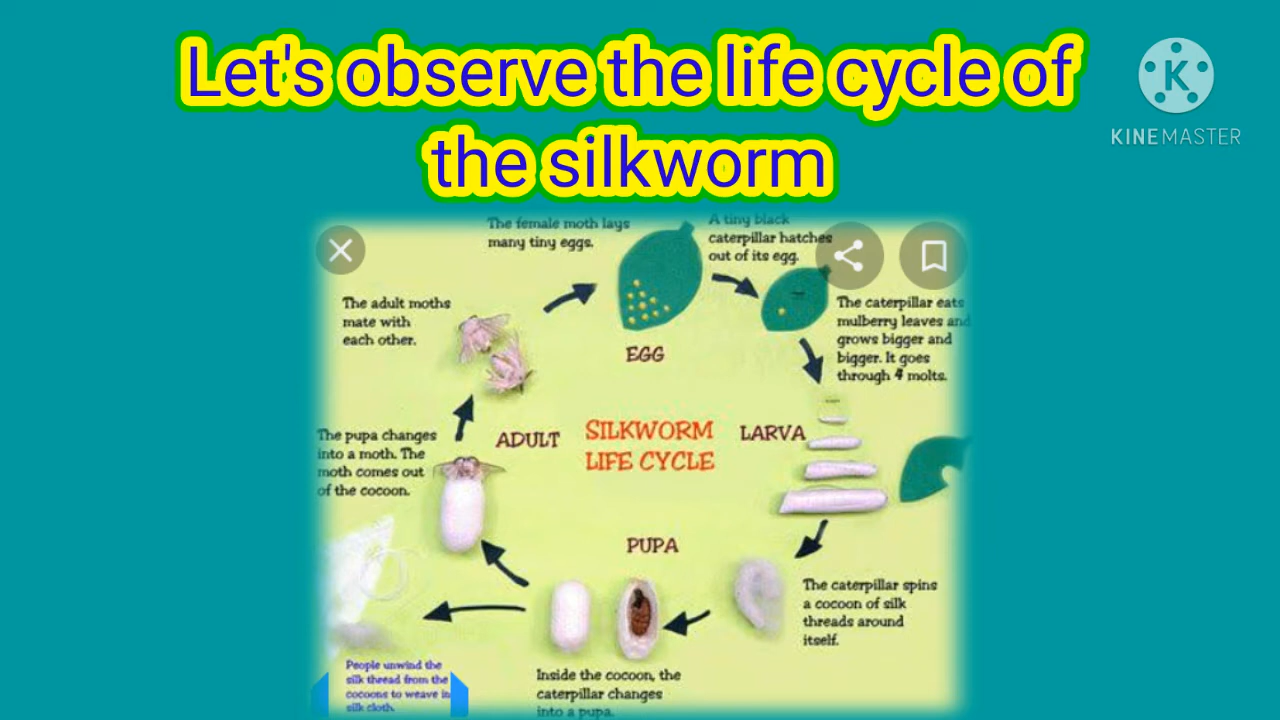 Let's observe the life cycle of
the silkworm
KINEMASTER
The female moth lays
many tiny eggs.
A tiny black
caterpillar hatches
out of its egg.
The adult moths
mate with
each other.
The caterpillar eats
mulberry leaves and
grows bigger and
bigger. It goes
through 4 molts.
EGG
SILKWORM
LIFE CYCLE
ADULT
LARVA
The pupa changes
into a moth. The
moth comes out
of the cocoon.
PUPA
The caterpillar spins
a cocoon of silk
threads around
itself.
People unwind the
silk thread from the
cocoons to weave in
silk cloth.
Inside the cocoon, the
caterpillar changes
into a pupa.